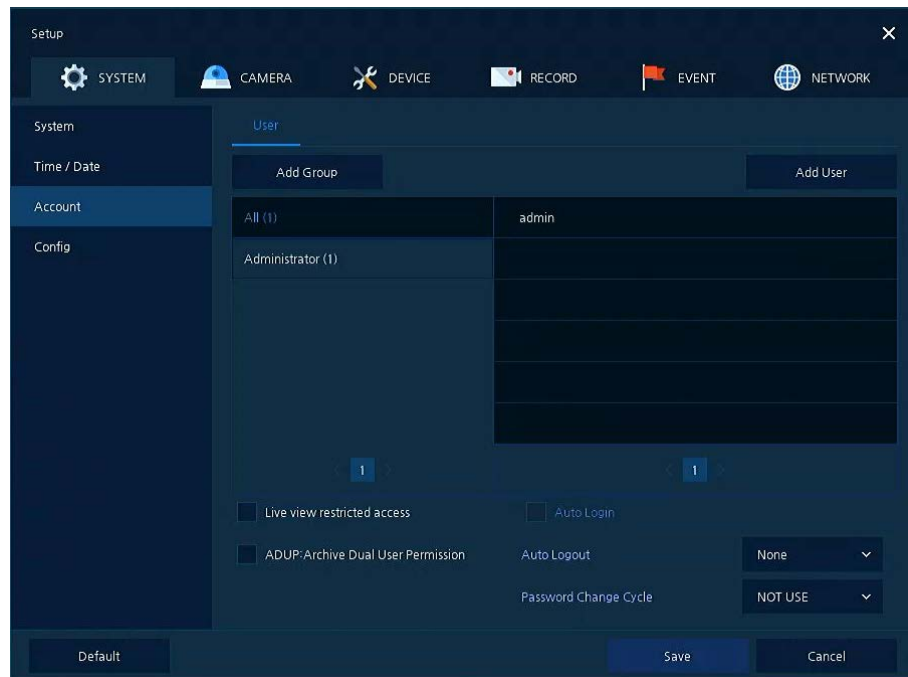 Setup
SYSTEM CAMERA DEVICE RECORD EVENT NETWORK
System
Time / Date
Account
Config
User
Add Group
Add User
All (1)
Administrator (1)
admin
1
1
Live view restricted access
Auto Login
ADUP:Archive Dual User Permission
Auto Logout
None
Password Change Cycle
NOT USE
Default
Save
Cancel